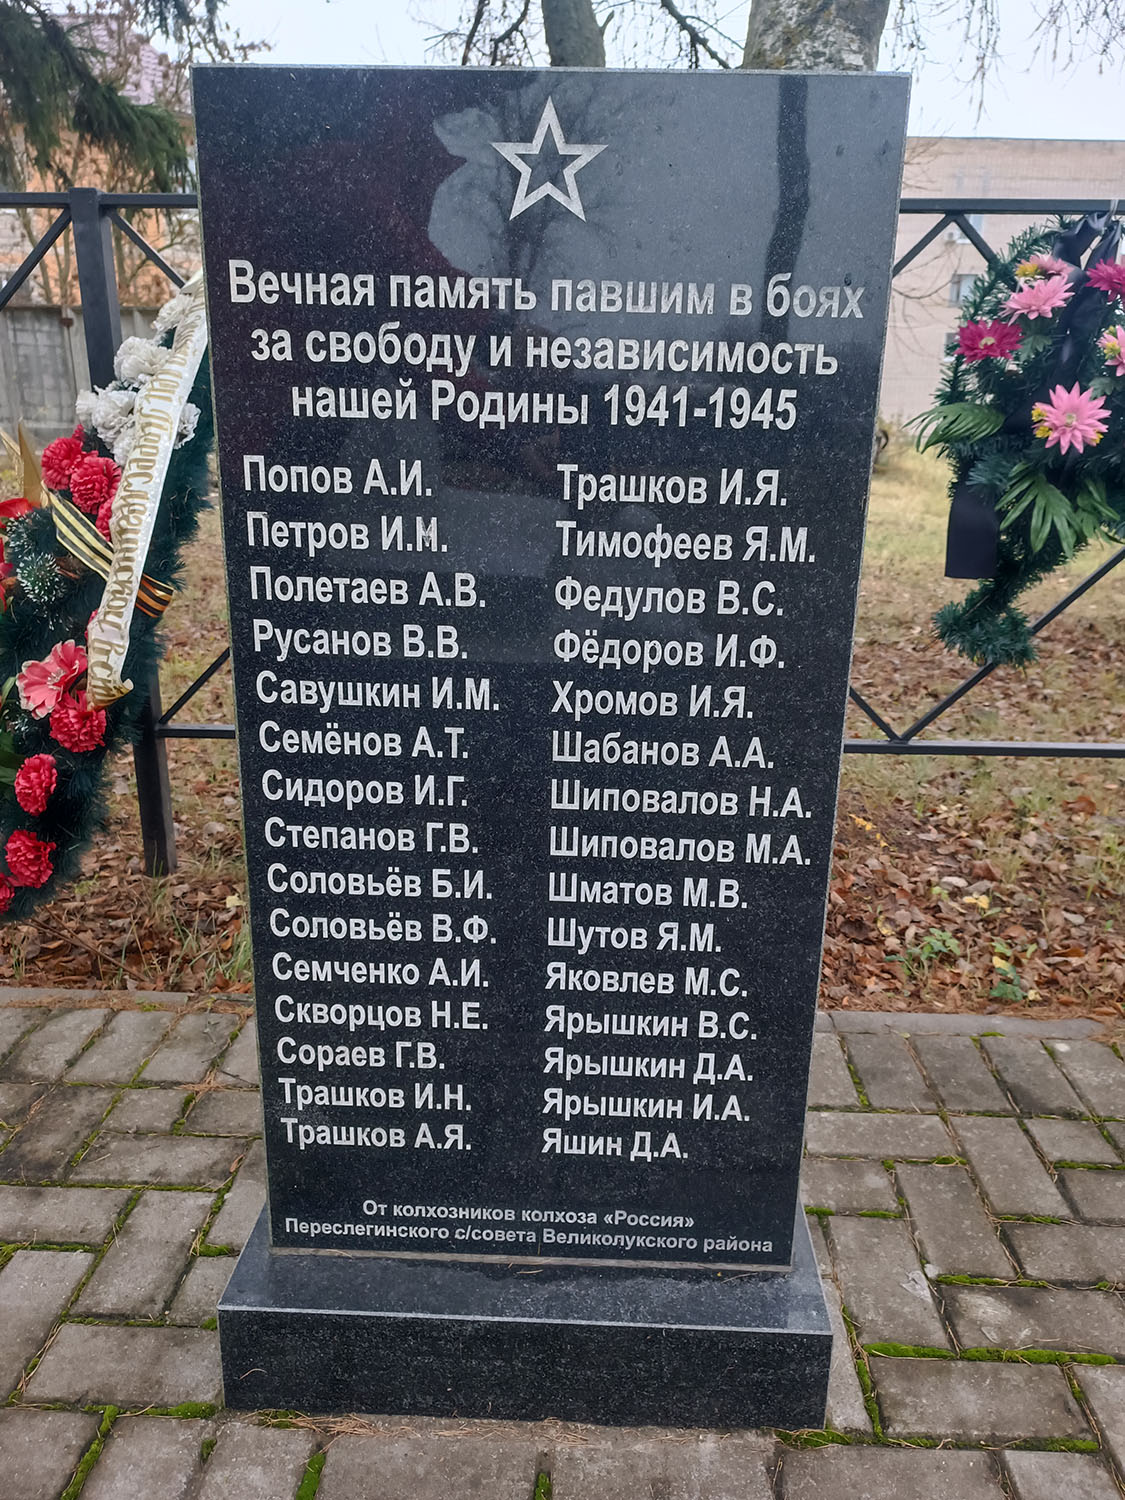 Вечная память павшим в боях
за свободу и независимость
нашей Родины 1941-1945
Попов А.И.
Петров И.М.
Полетаев А.В.
Русанов В.В.
Савушкин И.М.
Семёнов А.Т.
Сидоров И.Г.
Степанов Г.В.
Соловьёв Б.И.
Соловьёв В.Ф.
Семченко А.И.
Скворцов Н.Е.
Сораев Г.В.
Трашков И.Н.
Трашков А.Я.
Трашков И.Я.
Тимофеев Я.М.
Федулов В.С.
Фёдоров И.Ф.
Хромов И.Я.
Шабанов А.А.
Шиповалов Н.А.
Шиповалов М.А.
Шматов М.В.
Шутов Я.М.
Яковлев М.С.
Ярышкин В.С.
Ярышкин Д.А.
Ярышкин И.А.
Яшин Д.А.
От колхозников колхоза «Россия»
Переслегинского с/совета Великолукского района